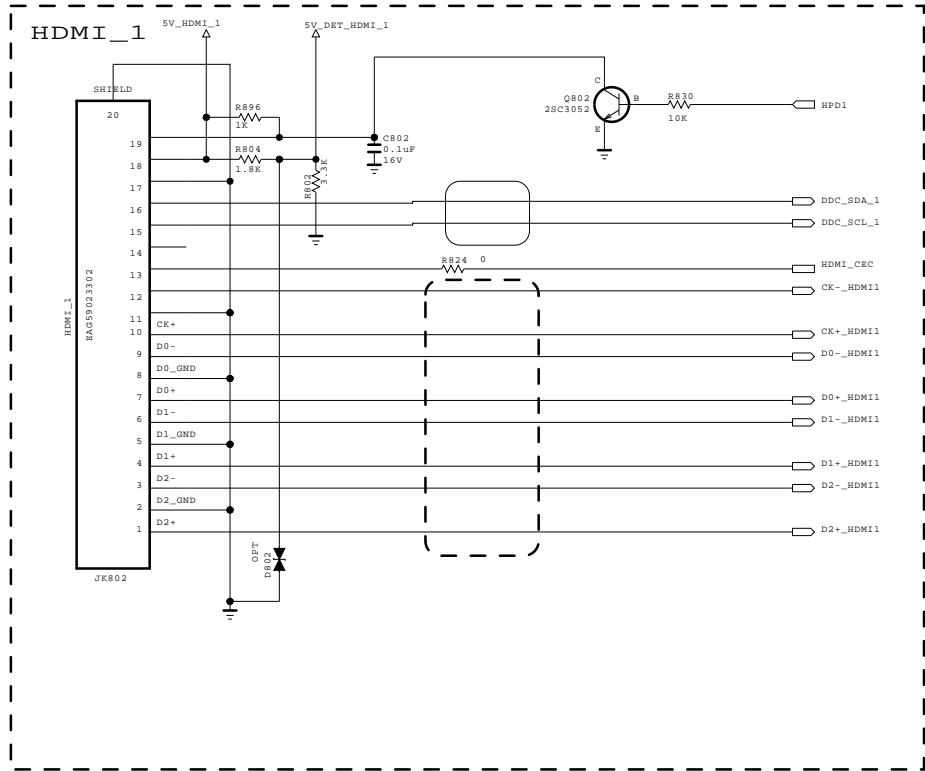 HDMI_1
5V_HDMI_1
5V_DET_HDMI_1
SHIELD
20
R896
1K
R804
1.8K
R802
3.3K
C802
0.1uF
16V
Q802
2SC3052
C
B
E
R830
10K
HPD1
19
18
17
16
15
14
13
12
11
10
9
8
7
6
5
4
3
2
1
DDC_SDA_1
DDC_SCL_1
R824
0
HDMI_CEC
CK-_HDMI1
CK+
CK+_HDMI1
D0-
D0-_HDMI1
D0_GND
D0+
D0+_HDMI1
D1-
D1-_HDMI1
D1_GND
D1+
D1+_HDMI1
D2-
D2-_HDMI1
D2_GND
D2+
D2+_HDMI1
HDMI_1
EAG59023302
OPT
D802
JK802